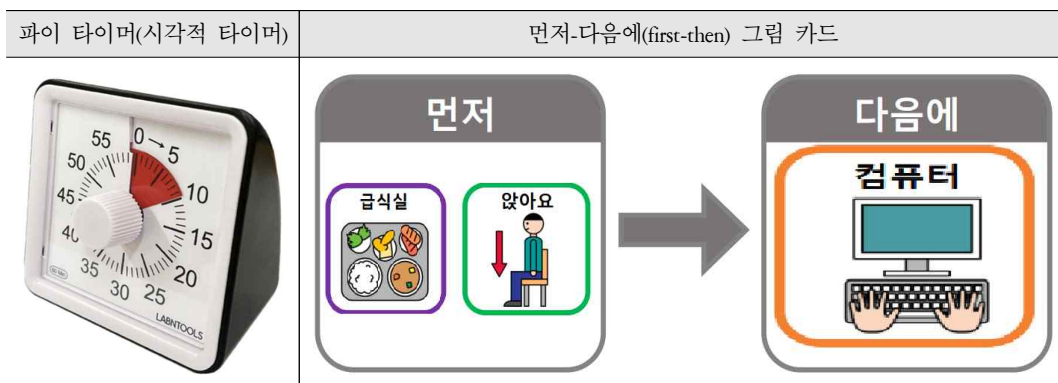 파이 타이머(시각적 타이머)
먼저-다음에(first-then) 그림 카드
55 0→5
50 10
45 15
40 20
35 30 25
LABNTOOLS
먼저
급식실 앉아요
다음에
컴퓨터